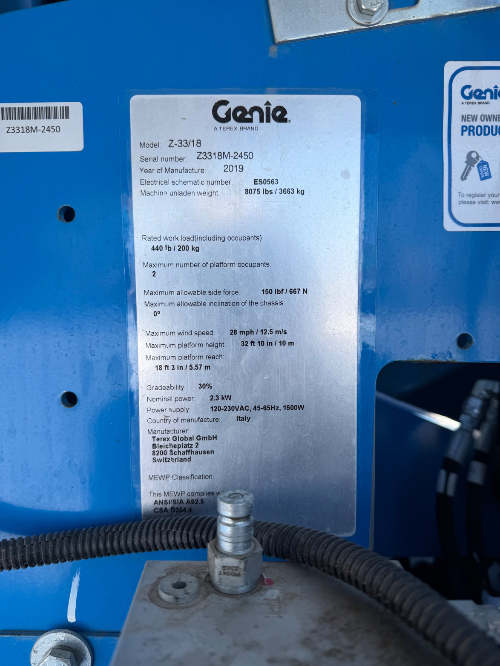 Genie
A TEREX BRAND
Model: Z-33/18
Serial number: Z3318M-2450
Year of Manufacture: 2019
Electrical schematic number: ES0563
Machine unladen weight: 8075 lbs / 3663 kg
Rated work load(including occupants)
440 lb / 200 kg
Maximum number of platform occupants:
2
Maximum allowable side force: 150 lbf / 667 N
Maximum allowable inclination of the chassis:
0°
Maximum wind speed: 28 mph / 12.5 m/s
Maximum platform height: 32 ft 10 in / 10 m
Maximum platform reach:
18 ft 3 in / 5.57 m
Gradeability: 30%
Nominal power: 2.3 kW
Power supply: 120-230VAC, 45-65Hz, 1500W
Country of manufacture: Italy
Manufacturer:
Terex Global GmbH
Bleicheplatz 2
8200 Schaffhausen
Switzerland
MEWP Classification:
This MEWP complies
ANSI/SIA A92.5
CSA B354.4
Z3318M-2450
Genie
A TEREX BRAND
NEW OWNE
PRODU
To register your
please visit: www